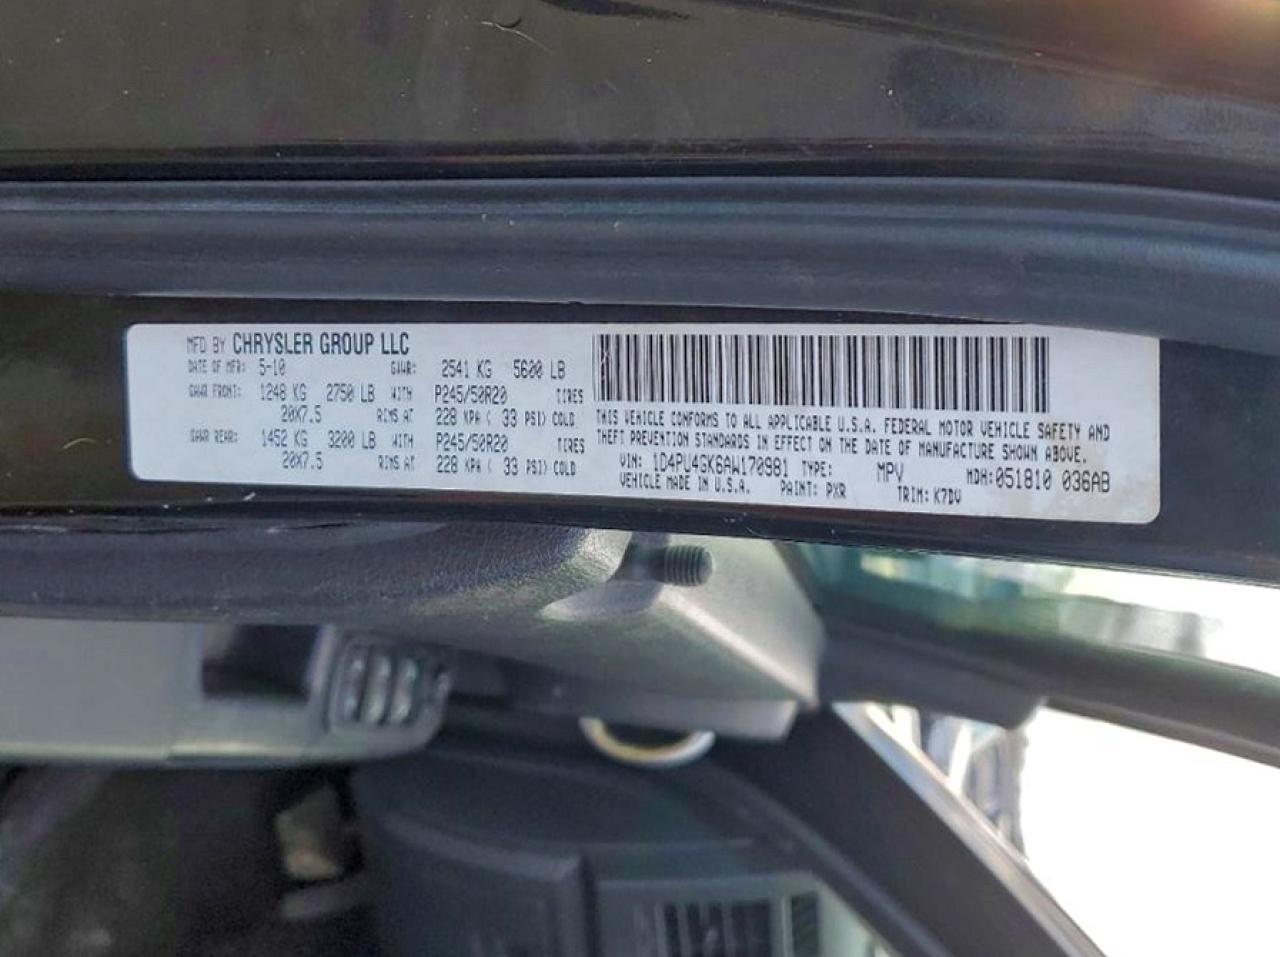 MFD BY CHRYSLER GROUP LLC
DATE OF MFR: 5-10 GVWR: 2541 KG 5600 LB
GAWR FRONT: 1248 KG 2750 LB WITH P245/50R20 TIRES
20X7.5 RIMS AT 228 KPA ( 33 PSI) COLD
GAWR REAR: 1452 KG 3200 LB WITH P245/50R20 TIRES
20X7.5 RIMS AT 228 KPA ( 33 PSI) COLD
THIS VEHICLE CONFORMS TO ALL APPLICABLE U.S.A. FEDERAL MOTOR VEHICLE SAFETY AND
THEFT PREVENTION STANDARDS IN EFFECT ON THE DATE OF MANUFACTURE SHOWN ABOVE.
VIN: 1D4PU4GK6AW170981 TYPE: MPV MDH: 051810 036AB
VEHICLE MADE IN U.S.A. PAINT: PXR TRIM: K7DV